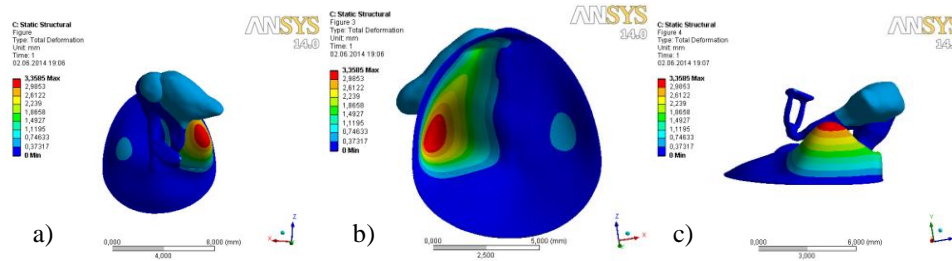 C: Static Structural
Figure
Type: Total Deformation
Unit: mm
Time: 1
02.06.2014 19:06
3,3585 Max
2,9853
2,6122
2,239
1,8658
1,4927
1,1195
0,74633
0,37317
0 Min
ANSYS
14.0
a)
0,000
8,000 (mm)
4,000
X
Z
C: Static Structural
Figure 3
Type: Total Deformation
Unit: mm
Time: 1
02.06.2014 19:06
3,3585 Max
2,9853
2,6122
2,239
1,8658
1,4927
1,1195
0,74633
0,37317
0 Min
ANSYS
14.0
b)
0,000
5,000 (mm)
2,500
Z
X
C: Static Structural
Figure 4
Type: Total Deformation
Unit: mm
Time: 1
02.06.2014 19:07
3,3585 Max
2,9853
2,6122
2,239
1,8658
1,4927
1,1195
0,74633
0,37317
0 Min
ANSYS
14.0
c)
0,000
6,000 (mm)
3,000
Y